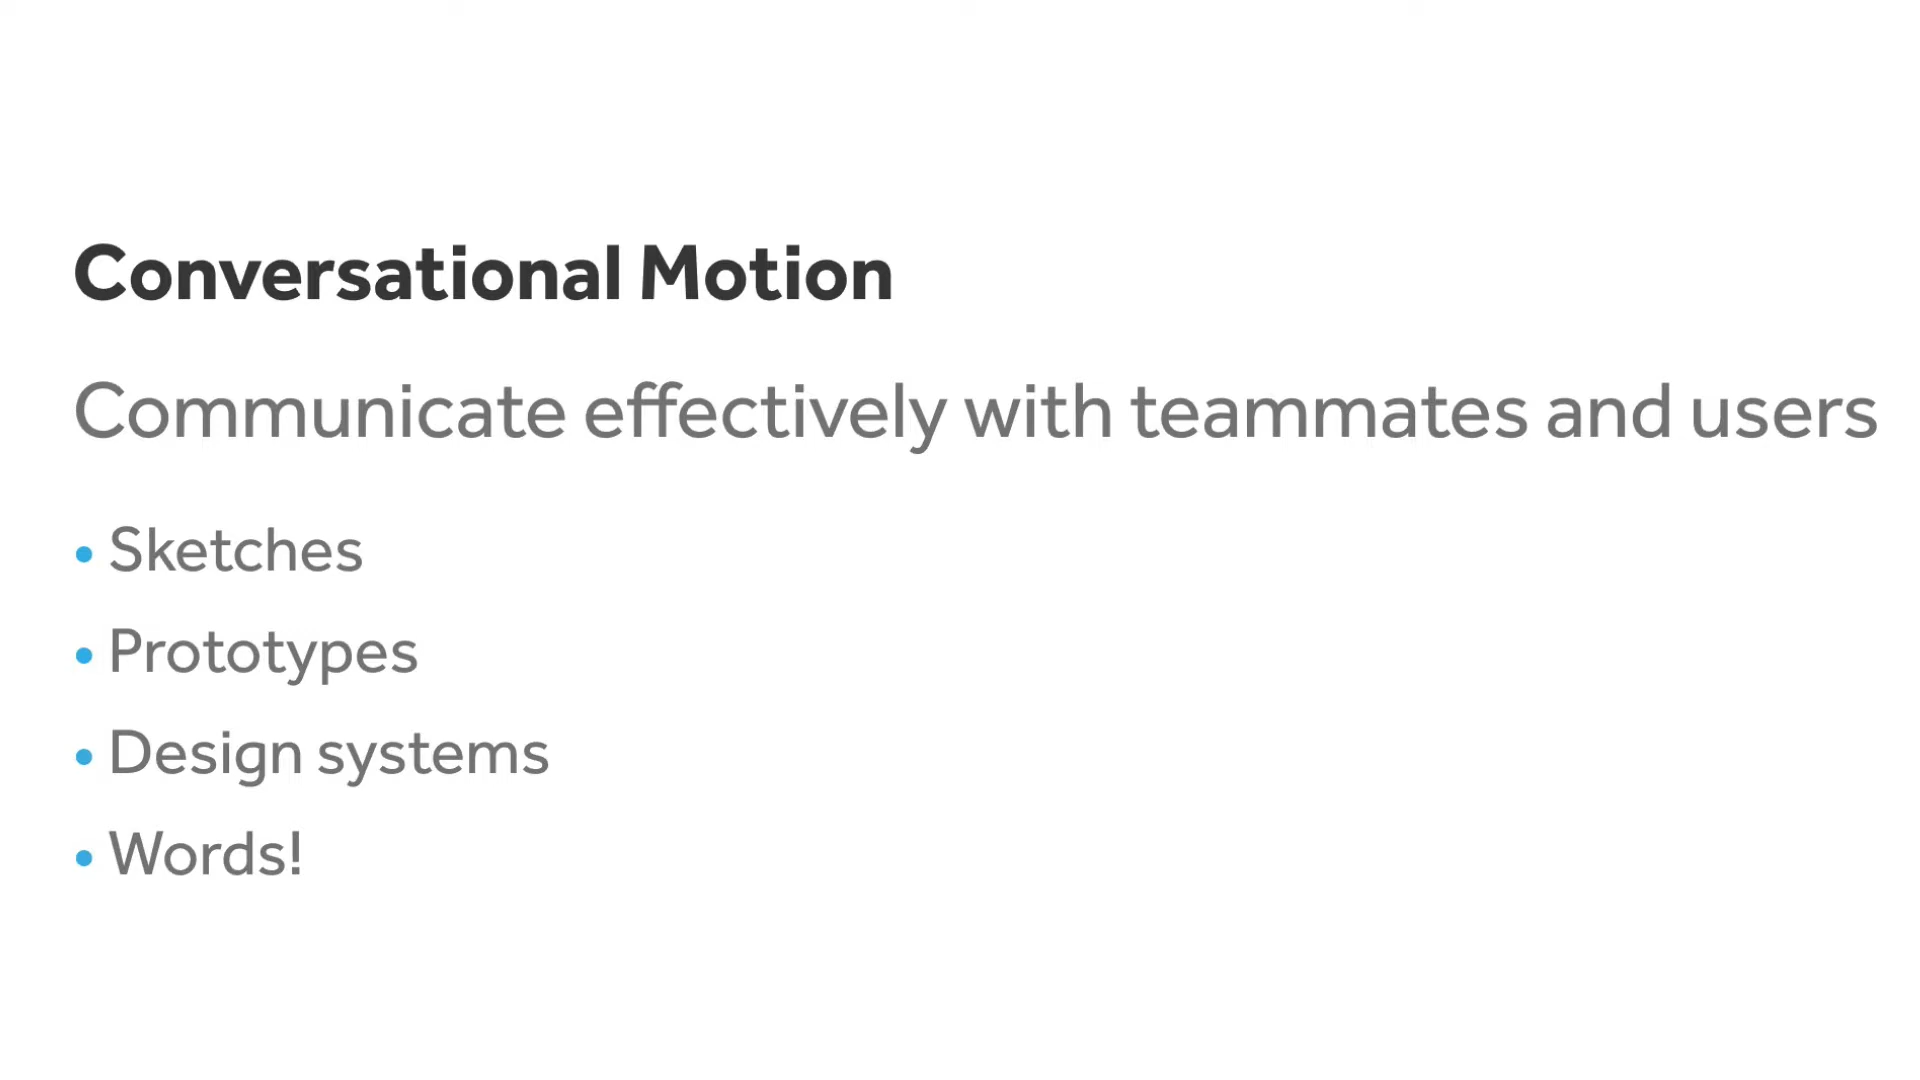 Conversational Motion
Communicate effectively with teammates and users
• Sketches
• Prototypes
• Design systems
• Words!